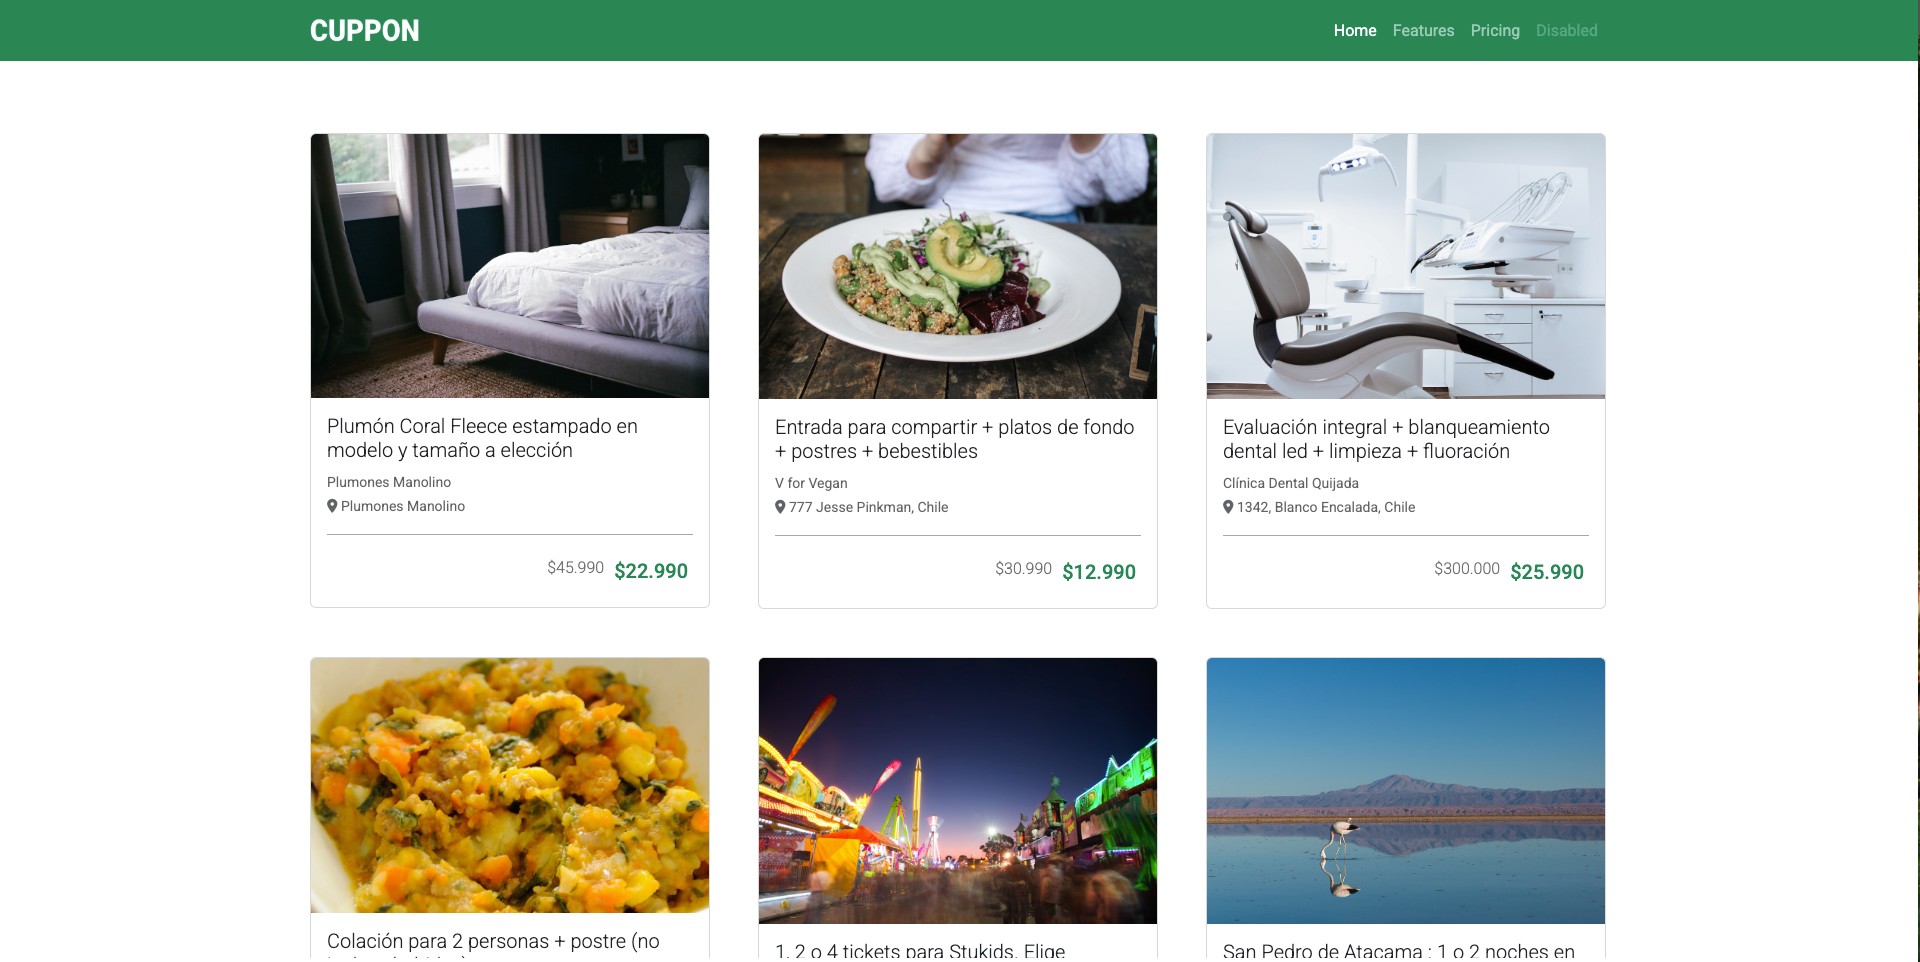 CUPPON
Home Features Pricing Disabled
Plumón Coral Fleece estampado en
modelo y tamaño a elección
Plumones Manolino
Plumones Manolino
$45.990 $22.990
Entrada para compartir + platos de fondo
+ postres + bebestibles
V for Vegan
777 Jesse Pinkman, Chile
$30.990 $12.990
Evaluación integral + blanqueamiento
dental led + limpieza + fluoración
Clínica Dental Quijada
1342, Blanco Encalada, Chile
$300.000 $25.990
Colación para 2 personas + postre (no
1, 2 o 4 tickets para Stukids. Elige
San Pedro de Atacama : 1 o 2 noches en